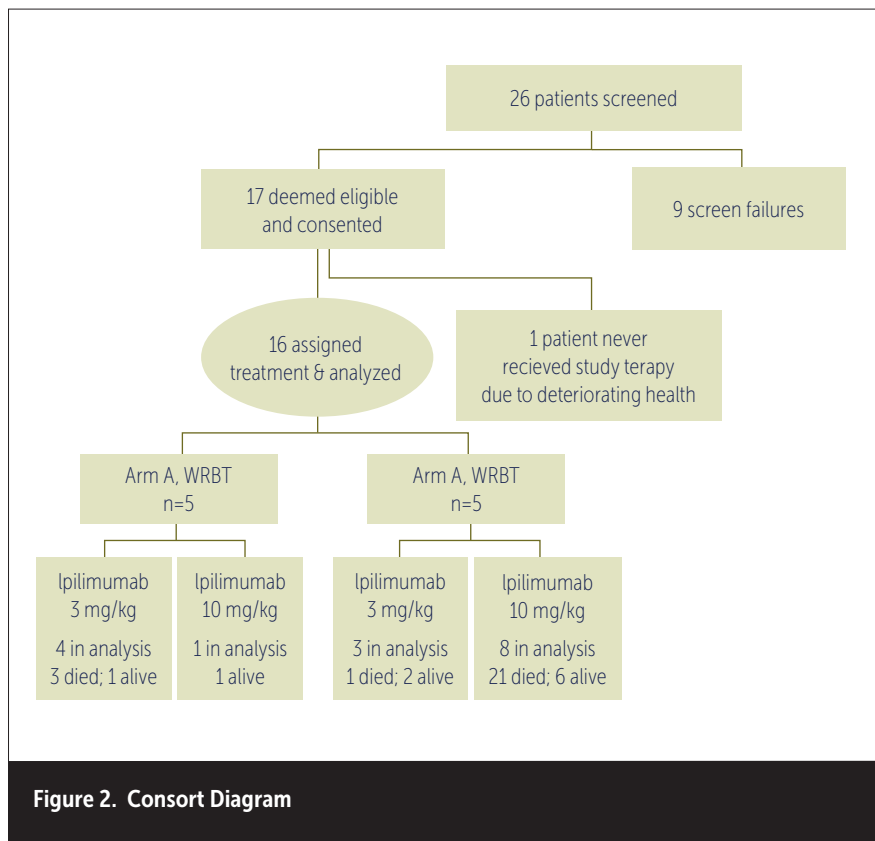 26 patients screened
17 deemed eligible
and consented
9 screen failures
16 assigned
treatment & analyzed
1 patient never
recieved study terapy
due to deteriorating health
Arm A, WRBT
n=5
Arm A, WRBT
n=5
Ipilimumab
3 mg/kg
4 in analysis
3 died; 1 alive
Ipilimumab
10 mg/kg
1 in analysis
1 alive
Ipilimumab
3 mg/kg
3 in analysis
1 died; 2 alive
Ipilimumab
10 mg/kg
8 in analysis
21 died; 6 alive
Figure 2. Consort Diagram